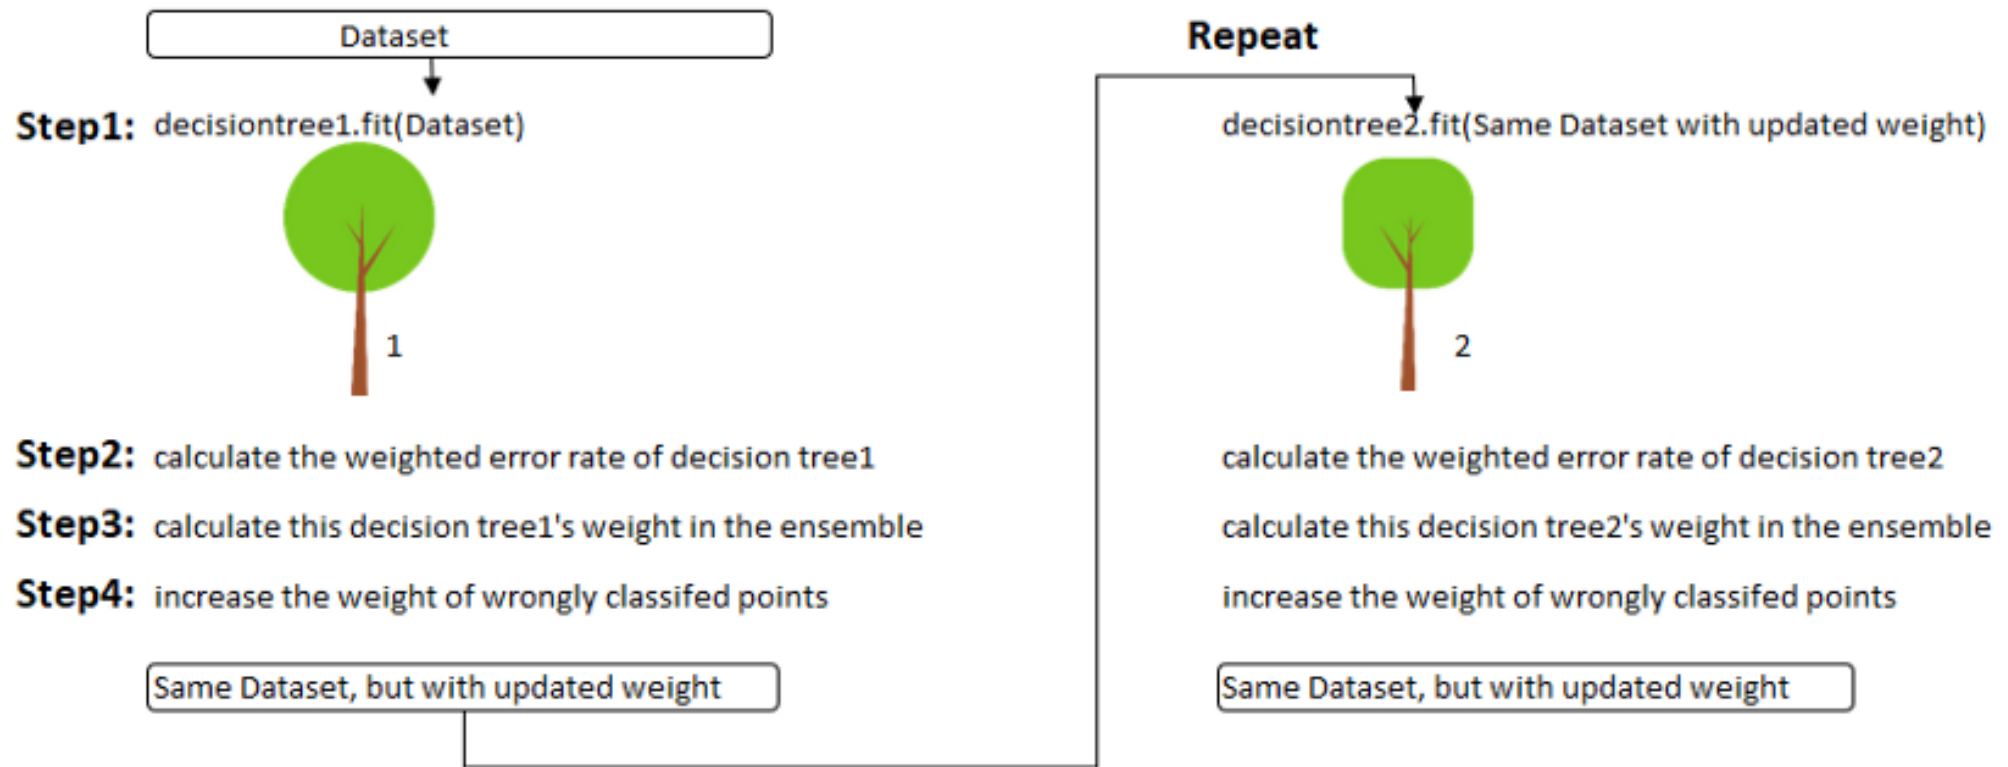 Dataset
Step1: decisiontree1.fit(Dataset)
1
Step2: calculate the weighted error rate of decision tree1
Step3: calculate this decision tree1's weight in the ensemble
Step4: increase the weight of wrongly classifed points
Same Dataset, but with updated weight
Repeat
decisiontree2.fit(Same Dataset with updated weight)
2
calculate the weighted error rate of decision tree2
calculate this decision tree2's weight in the ensemble
increase the weight of wrongly classifed points
Same Dataset, but with updated weight